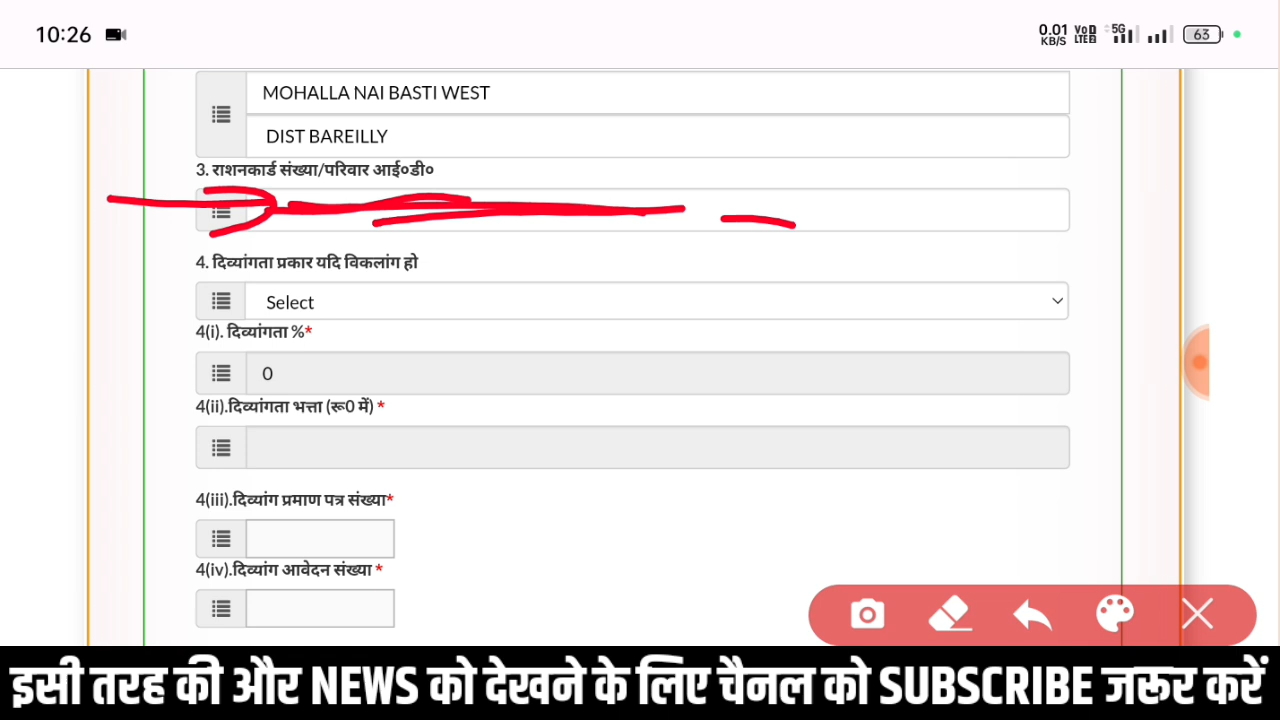 10:26 0.01 KB/S VoD LTE2 5G 63
MOHALLA NAI BASTI WEST
DIST BAREILLY
3. राशनकार्ड संख्या/परिवार आई०डी०
4. दिव्यांगता प्रकार यदि विकलांग हो
Select
4(i). दिव्यांगता %*
0
4(ii).दिव्यांगता भत्ता (रू0 में) *
4(iii).दिव्यांग प्रमाण पत्र संख्या*
4(iv).दिव्यांग आवेदन संख्या *
इसी तरह की और NEWS को देखने के लिए चैनल को SUBSCRIBE जरूर करें